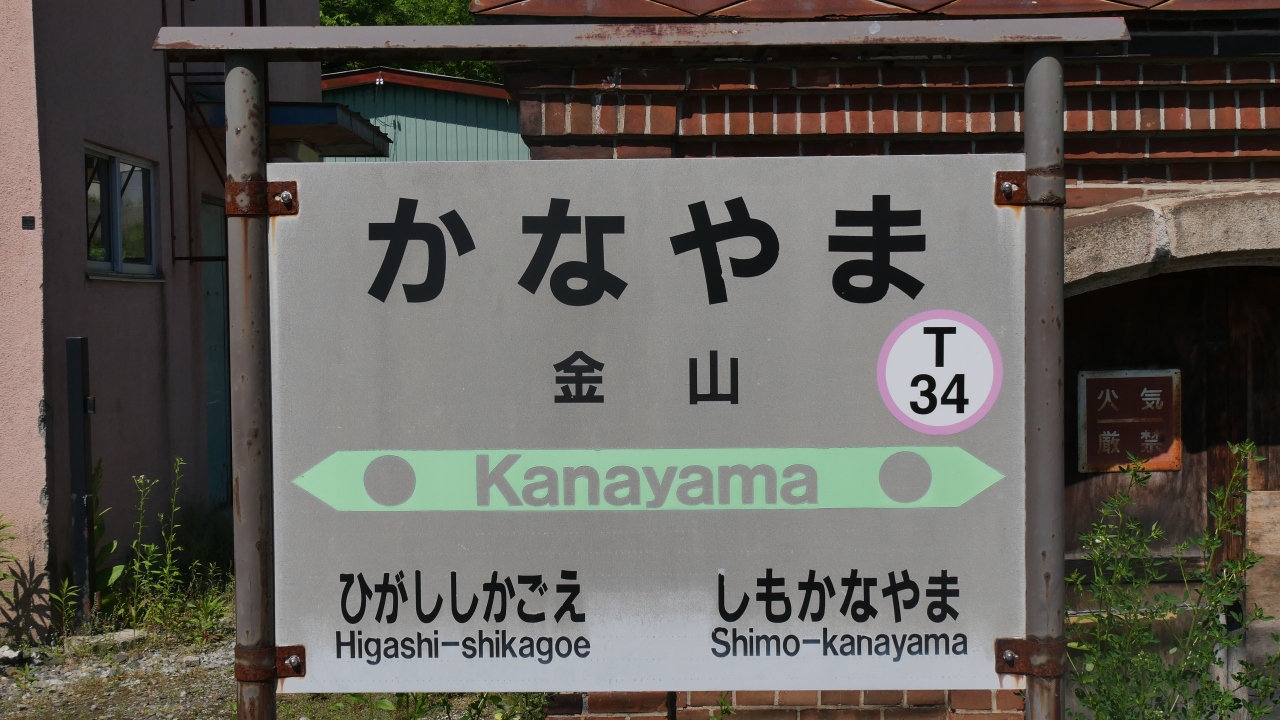 かなやま
金山
T
34
Kanayama
ひがししかごえ
Higashi-shikagoe
しもかなやま
Shimo-kanayama
火気
厳禁